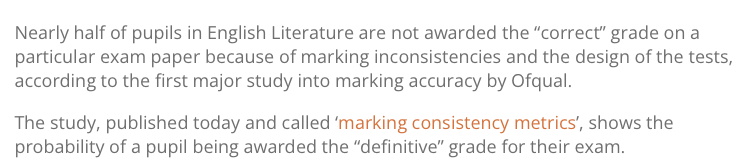 Nearly half of pupils in English Literature are not awarded the “correct” grade on a
particular exam paper because of marking inconsistencies and the design of the tests,
according to the first major study into marking accuracy by Ofqual.
The study, published today and called ‘marking consistency metrics’, shows the
probability of a pupil being awarded the “definitive” grade for their exam.